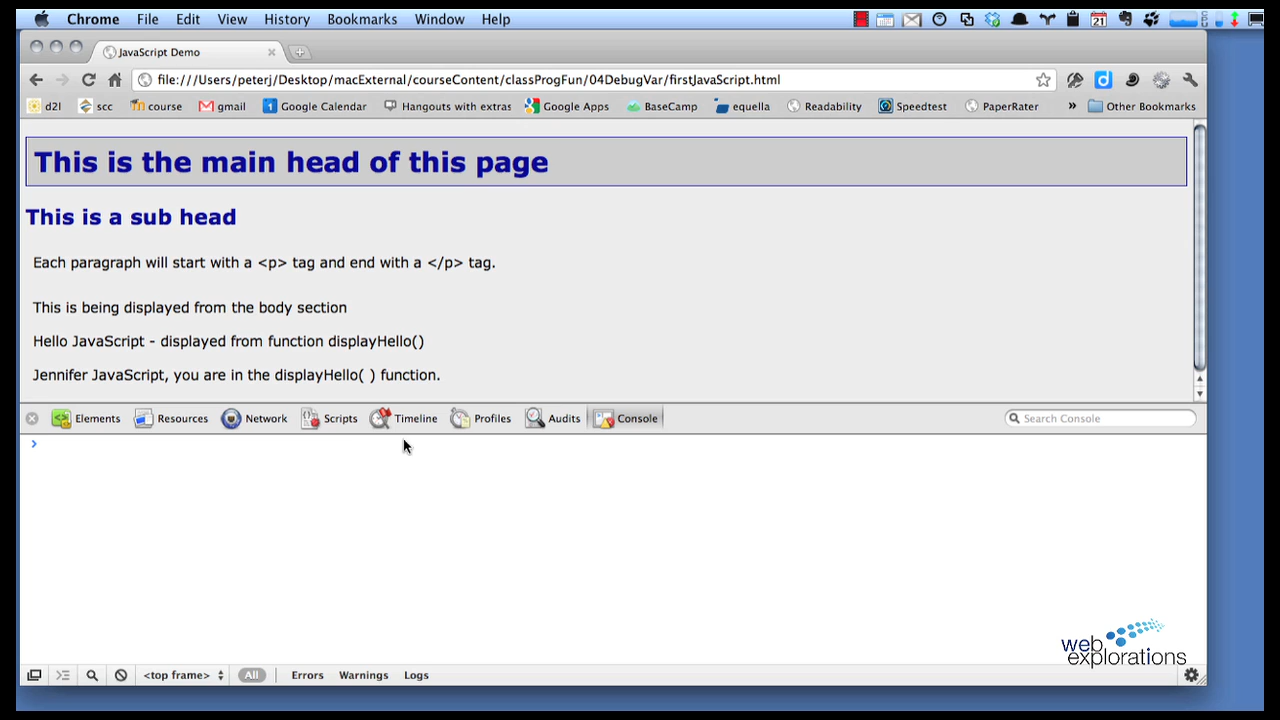 Chrome File Edit View History Bookmarks Window Help
21
JavaScript Demo
file:///Users/peterj/Desktop/macExternal/courseContent/classProgFun/04DebugVar/firstJavaScript.html
d2l scc course gmail 1 Google Calendar Hangouts with extras Google Apps BaseCamp equella Readability Speedtest PaperRater » Other Bookmarks
This is the main head of this page
This is a sub head
Each paragraph will start with a <p> tag and end with a </p> tag.
This is being displayed from the body section
Hello JavaScript - displayed from function displayHello()
Jennifer JavaScript, you are in the displayHello( ) function.
Elements Resources Network Scripts Timeline Profiles Audits Console Search Console
>
web
explorations
<top frame> All Errors Warnings Logs